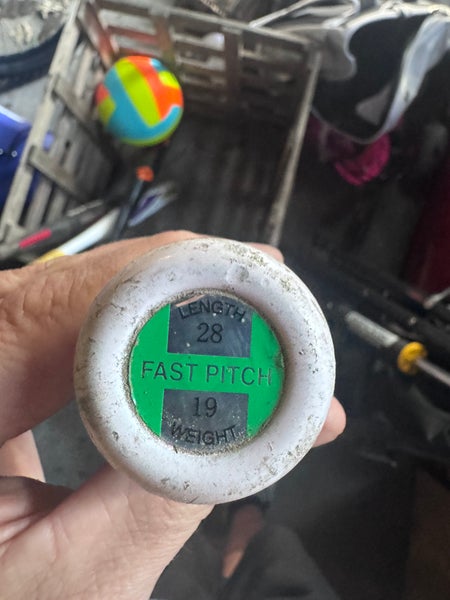 LENGTH
28
FAST PITCH
19
WEIGHT